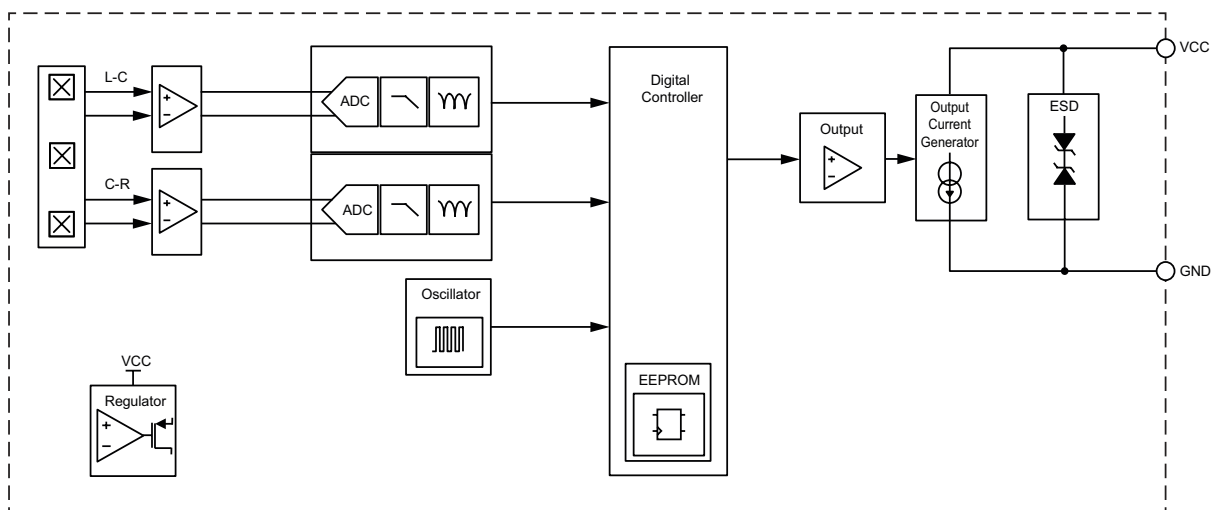 VCC
L-C
ADC
Digital
Controller
Output
Output
Current
Generator
ESD
C-R
ADC
GND
Oscillator
VCC
Regulator
EEPROM